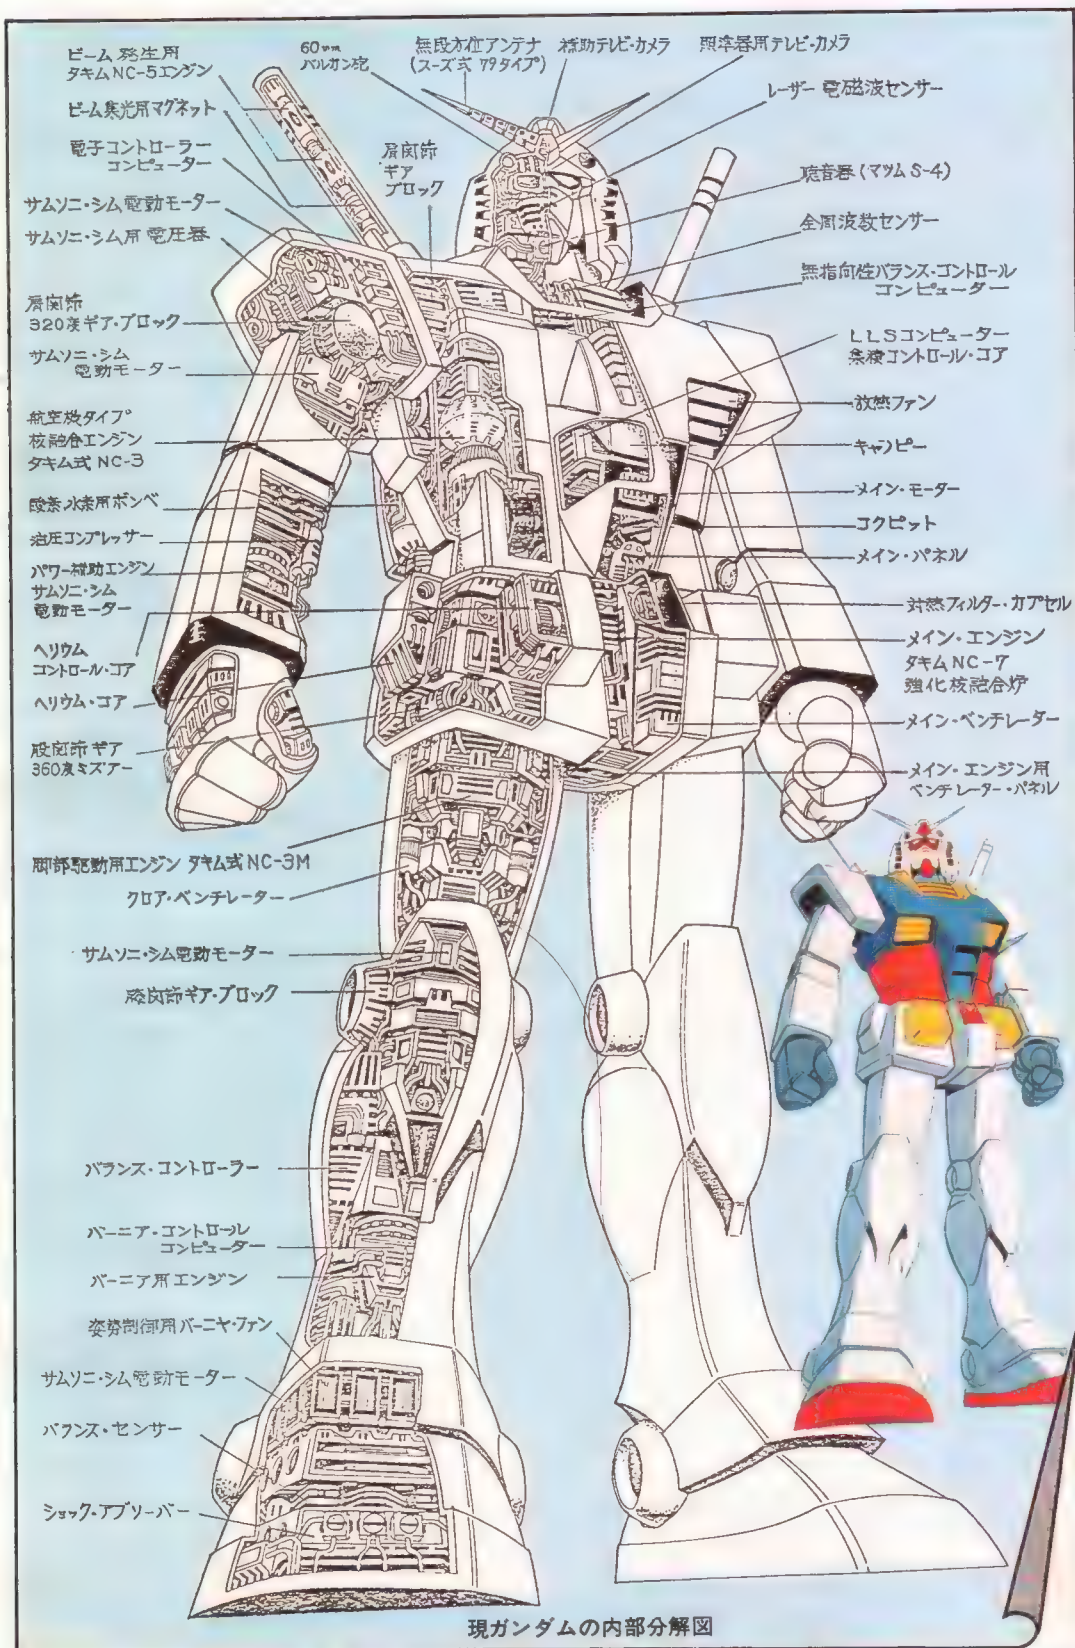 ビーム発生用
タキムNC-5エンジン
ビーム集光用マグネット
電子コントローラー
コンピューター
サムソニ・シム電動モーター
サムソニ・シム用電圧器
肩関節
320度ギア・ブロック
サムソニ・シム
電動モーター
航空機タイプ
核融合エンジン
タキム式NC-3
酸素・水素用ボンベ
油圧コンプレッサー
パワー補助エンジン
サムソニ・シム
電動モーター
ヘリウム
コントロール・コア
ヘリウム・コア
股関節ギア
360度ミズアー
脚部駆動用エンジン タキム式NC-3M
クロア・ベンチレーター
サムソニ・シム電動モーター
膝関節ギア・ブロック
バランス・コントローラー
バーニア・コントロール
コンピューター
バーニア用エンジン
姿勢制御用バーニヤ・ファン
サムソニ・シム電動モーター
バランス・センサー
ショック・アブソーバー
60mm
バルカン砲
肩関節
ギア
ブロック
無段方位アンテナ
(スーズ式79タイプ)
補助テレビ・カメラ
照準器用テレビ・カメラ
レーザー電磁波センサー
聴音器(マツムS-4)
全周波数センサー
無指向性バランス・コントロール
コンピューター
LLSコンピューター
集積コントロール・コア
放熱ファン
キャノピー
メイン・モーター
コクピット
メイン・パネル
対熱フィルター・カプセル
メイン・エンジン
タキムNC-7
強化核融合炉
メイン・ベンチレーター
メイン・エンジン用
ベンチレーター・パネル
現ガンダムの内部分解図